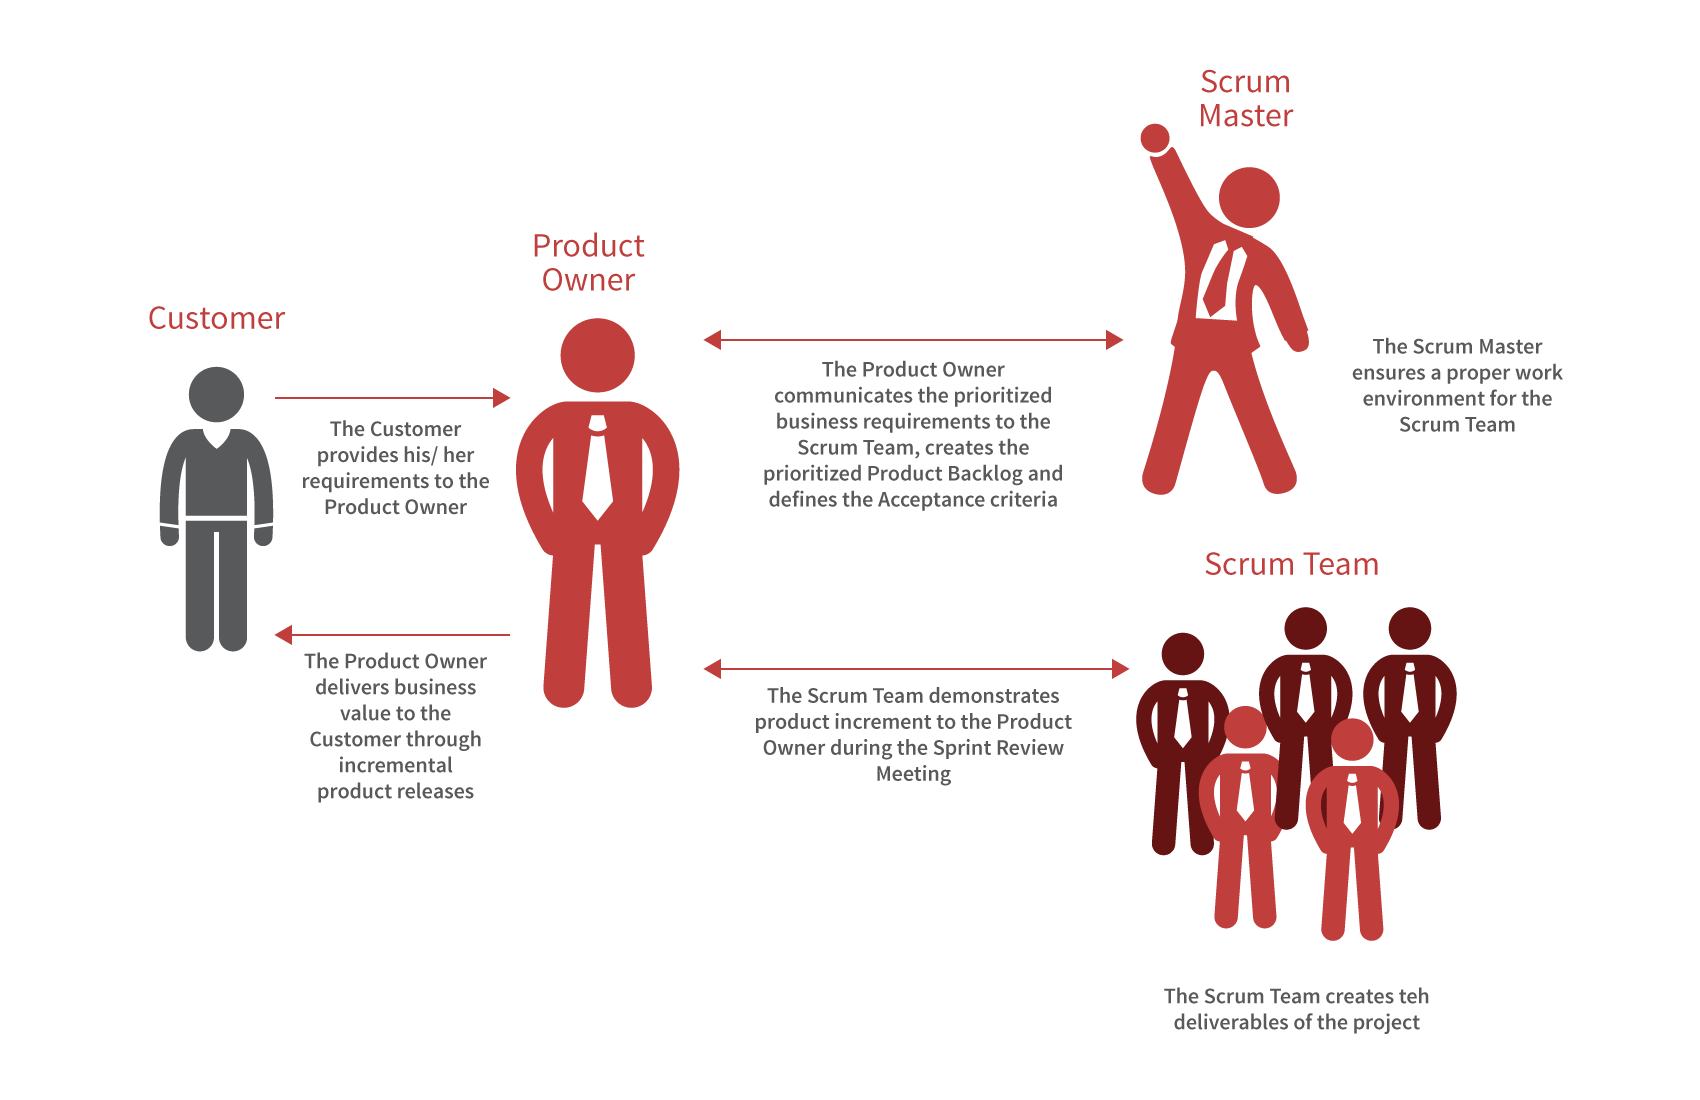 Scrum
Master
Product
Owner
Customer
The Customer
provides his/ her
requirements to the
Product Owner
The Product Owner
communicates the prioritized
business requirements to the
Scrum Team, creates the
prioritized Product Backlog and
defines the Acceptance criteria
The Scrum Master
ensures a proper work
environment for the
Scrum Team
Scrum Team
The Product Owner
delivers business
value to the
Customer through
incremental
product releases
The Scrum Team demonstrates
product increment to the Product
Owner during the Sprint Review
Meeting
The Scrum Team creates teh
deliverables of the project